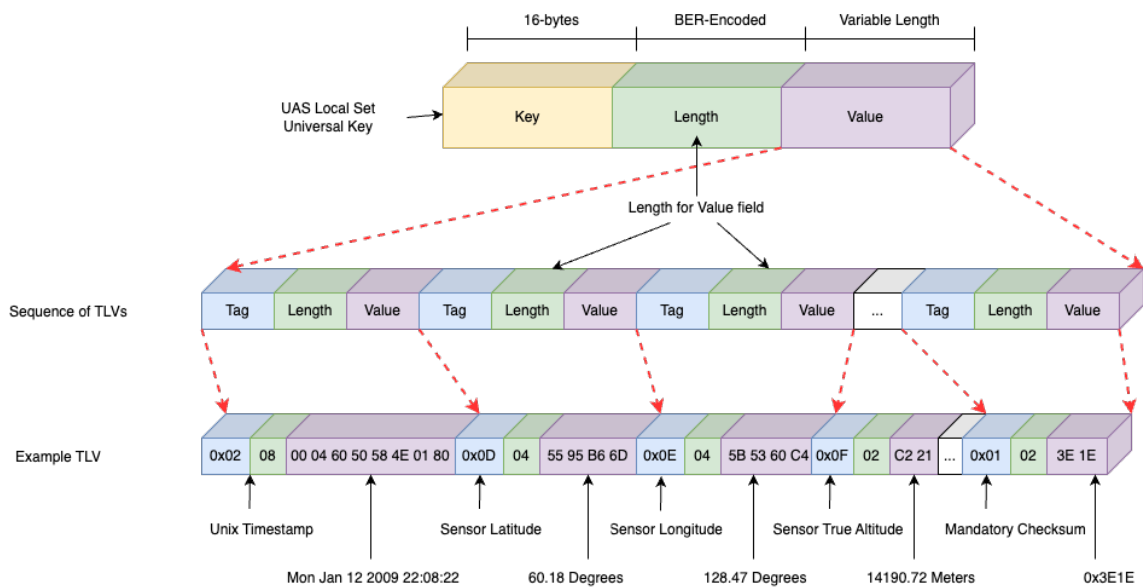 16-bytes
BER-Encoded
Variable Length
UAS Local Set
Universal Key
Key
Length
Value
Length for Value field
Sequence of TLVs
Tag
Length
Value
Tag
Length
Value
Tag
Length
Value
...
Tag
Length
Value
Example TLV
0x02
08
00 04 60 50 58 4E 01 80
0x0D
04
55 95 B6 6D
0x0E
04
5B 53 60 C4
0x0F
02
C2 21
...
0x01
02
3E 1E
Unix Timestamp
Sensor Latitude
Sensor Longitude
Sensor True Altitude
Mandatory Checksum
Mon Jan 12 2009 22:08:22
60.18 Degrees
128.47 Degrees
14190.72 Meters
0x3E1E